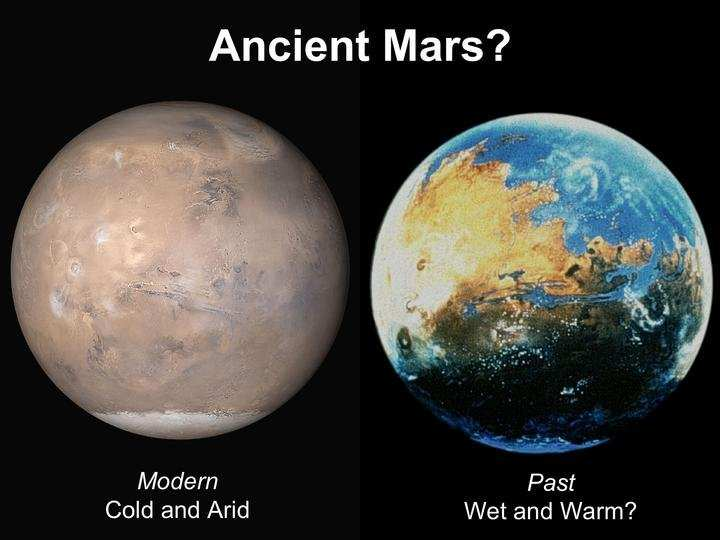 Ancient Mars?
Modern
Cold and Arid
Past
Wet and Warm?